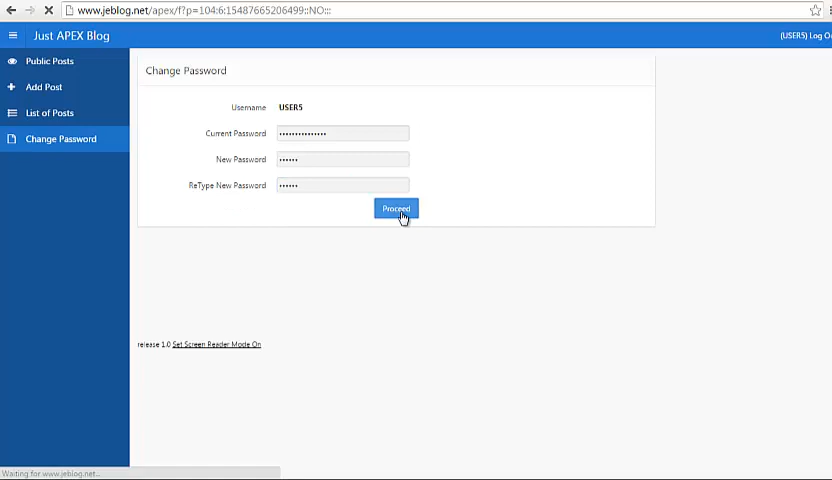 www.jeblog.net/apex/f?p=104:6:15487665206499::NO:::
Just APEX Blog
(USER5) Log O
Public Posts
Add Post
List of Posts
Change Password
Change Password
Username USER5
Current Password •••••••••••••••
New Password ••••••
ReType New Password ••••••
Proceed
release 1.0 Set Screen Reader Mode On
Waiting for www.jeblog.net...